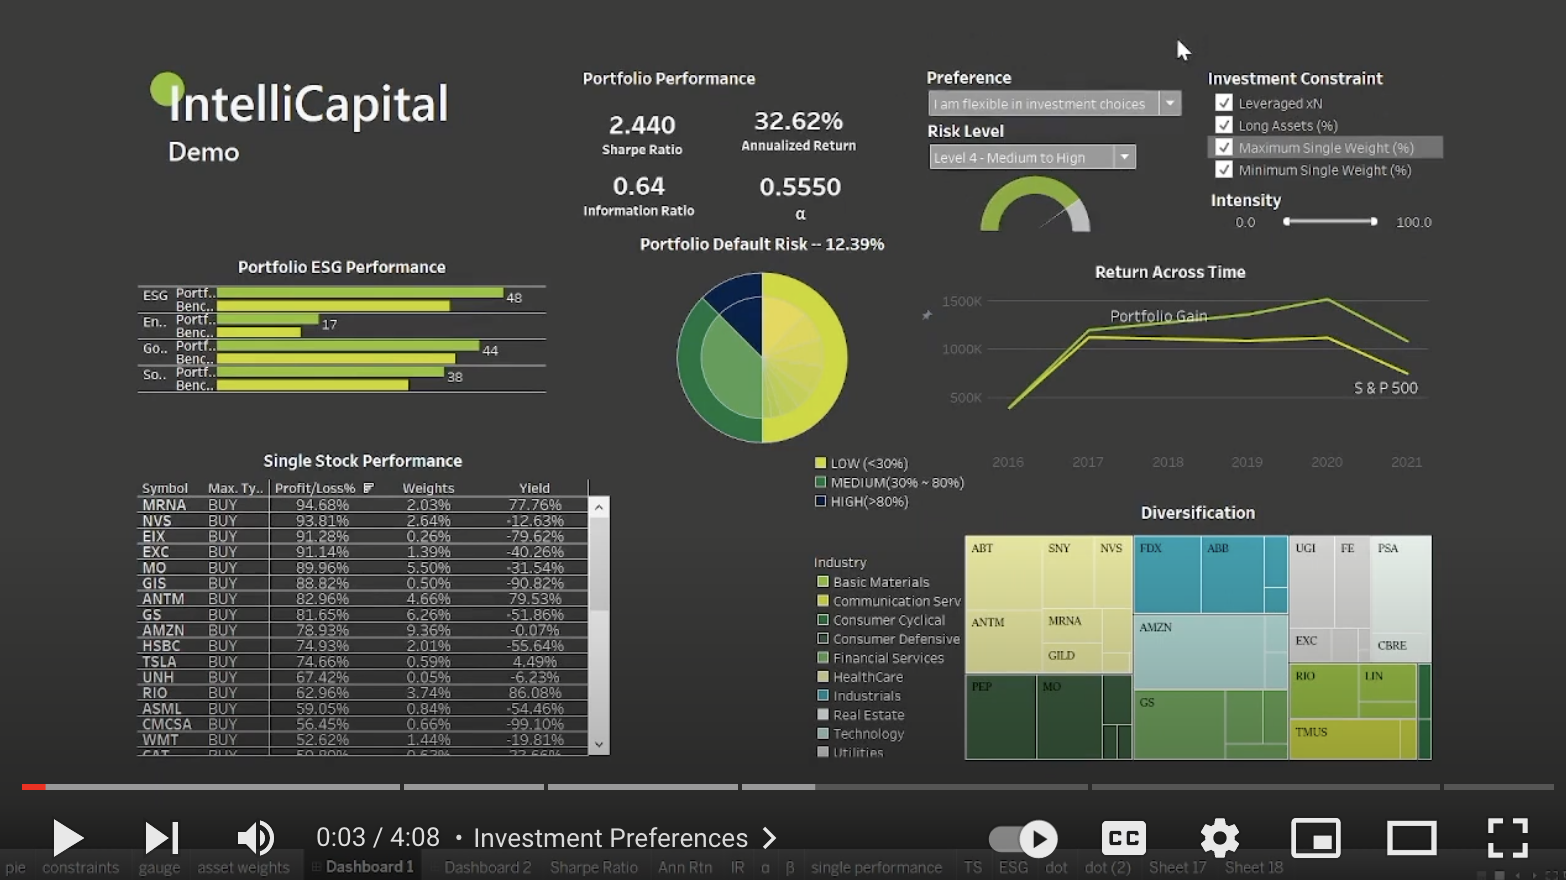 IntelliCapital
Demo
Portfolio Performance
2.440
Sharpe Ratio
32.62%
Annualized Return
0.64
Information Ratio
0.5550
α
Preference
I am flexible in investment choices
Risk Level
Level 4 - Medium to High
Investment Constraint
Leveraged xN
Long Assets (%)
Maximum Single Weight (%)
Minimum Single Weight (%)
Intensity
0.0 100.0
Portfolio ESG Performance
ESG Portf.. 48
Benc..
En.. Portf.. 17
Benc..
Go.. Portf.. 44
Benc..
So.. Portf.. 38
Benc..
Portfolio Default Risk -- 12.39%
LOW (<30%)
MEDIUM(30% ~ 80%)
HIGH(>80%)
Return Across Time
1500K
1000K
500K
Portfolio Gain
S & P 500
2016 2017 2018 2019 2020 2021
Single Stock Performance
Symbol Max. Ty.. Profit/Loss% Weights Yield
MRNA BUY 94.68% 2.03% 77.76%
NVS BUY 93.81% 2.64% -12.63%
EIX BUY 91.28% 0.26% -79.62%
EXC BUY 91.14% 1.39% -40.26%
MO BUY 89.96% 5.50% -31.54%
GIS BUY 88.82% 0.50% -90.82%
ANTM BUY 82.96% 4.66% 79.53%
GS BUY 81.65% 6.26% -51.86%
AMZN BUY 78.93% 9.36% -0.07%
HSBC BUY 74.93% 2.01% -55.64%
TSLA BUY 74.66% 0.59% 4.49%
UNH BUY 67.42% 0.05% -6.23%
RIO BUY 62.96% 3.74% 86.08%
ASML BUY 59.05% 0.84% -54.46%
CMCSA BUY 56.45% 0.66% -99.10%
WMT BUY 52.62% 1.44% -19.81%
CAT BUY
Industry
Basic Materials
Communication Serv
Consumer Cyclical
Consumer Defensive
Financial Services
HealthCare
Industrials
Real Estate
Technology
Utilities
Diversification
ABT SNY NVS FDX ABB UGI FE PSA
ANTM MRNA AMZN EXC CBRE
GILD
PEP MO GS RIO LIN
TMUS
0:03 / 4:08 • Investment Preferences
CC
pie constraints gauge asset weights Dashboard 1 Dashboard 2 Sharpe Ratio Ann Rtn IR α β single performance TS ESG dot dot (2) Sheet 17 Sheet 18